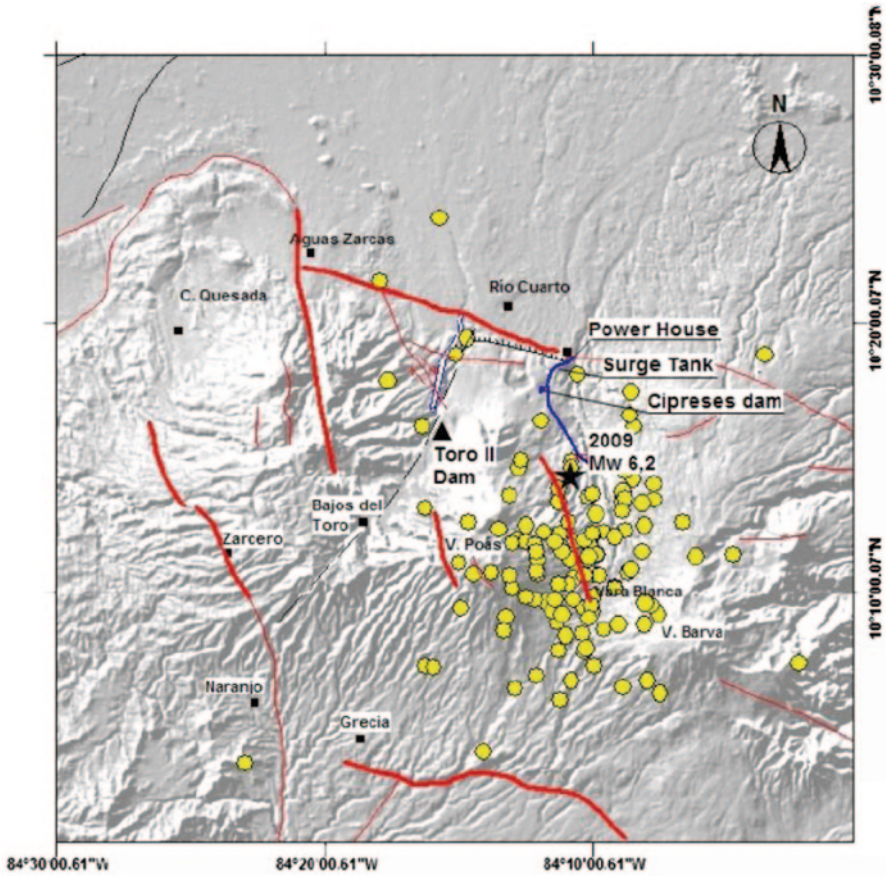 10°30'00.08"N
N
Aguas Zarcas
C. Quesada
Río Cuarto
10°20'00.07"N
Power House
Surge Tank
Cipreses dam
2009
Mw 6,2
Toro II
Dam
Bajos del
Toro
Zarcero
V. Poás
Vara Blanca
10°10'00.07"N
V. Barva
Naranjo
Grecia
84°30'00.61"W
84°20'00.61"W
84°10'00.61"W